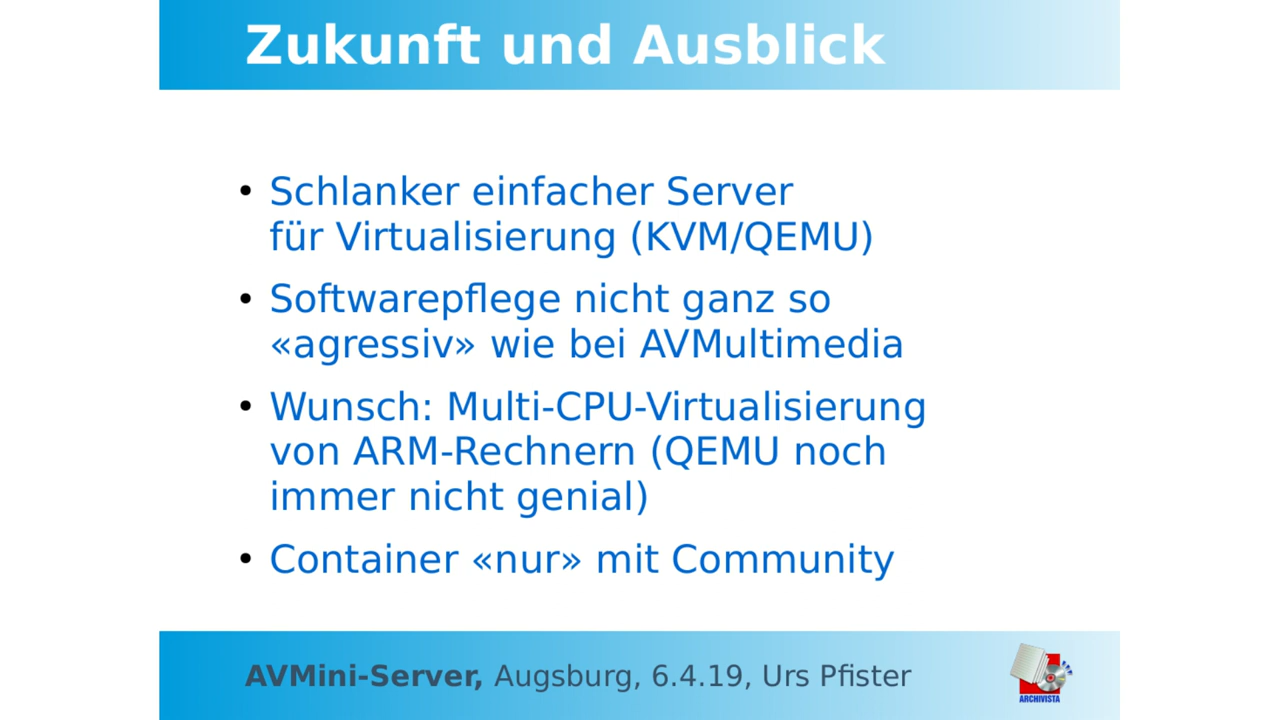 Zukunft und Ausblick
• Schlanker einfacher Server
für Virtualisierung (KVM/QEMU)
• Softwarepflege nicht ganz so
«agressiv» wie bei AVMultimedia
• Wunsch: Multi-CPU-Virtualisierung
von ARM-Rechnern (QEMU noch
immer nicht genial)
• Container «nur» mit Community
AVMini-Server, Augsburg, 6.4.19, Urs Pfister
ARCHIVISTA